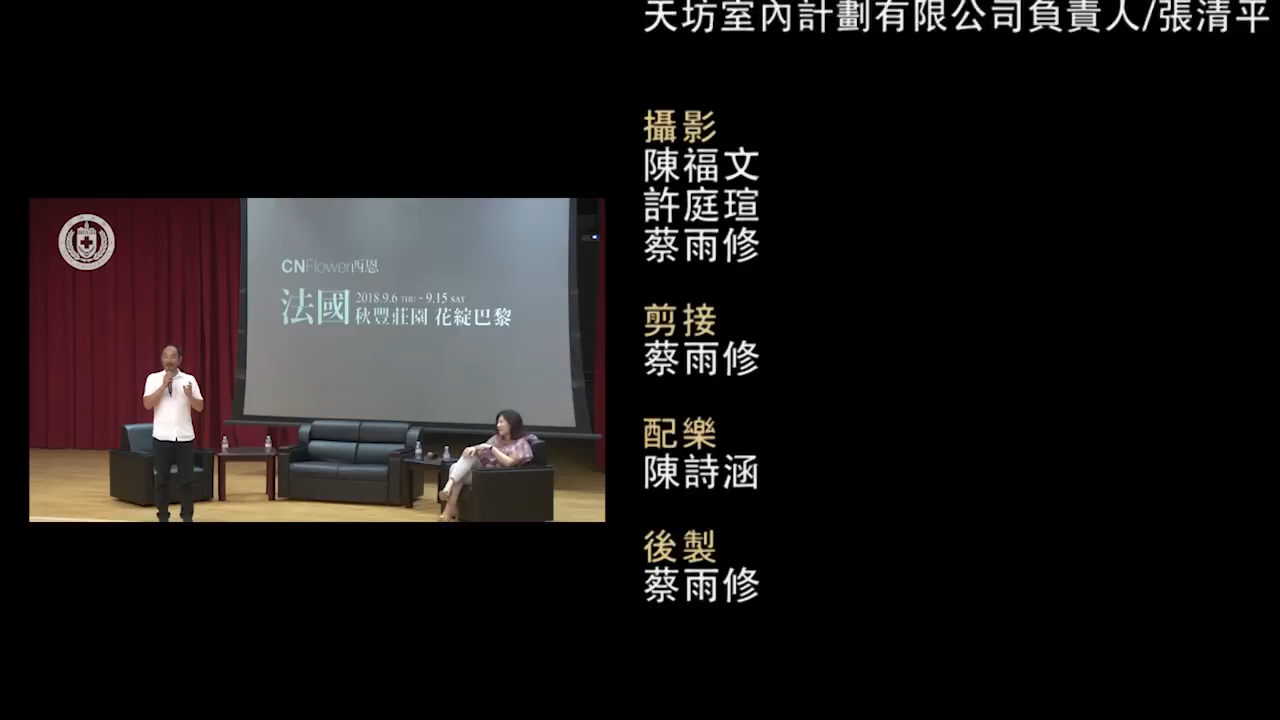 天坊室內計劃有限公司負責人/張清平
攝影
陳福文
許庭瑄
蔡雨修
剪接
蔡雨修
配樂
陳詩涵
後製
蔡雨修
CNFlower西恩
法國
2018.9.6 THU - 9.15 SAT
秋豐莊園 花綻巴黎